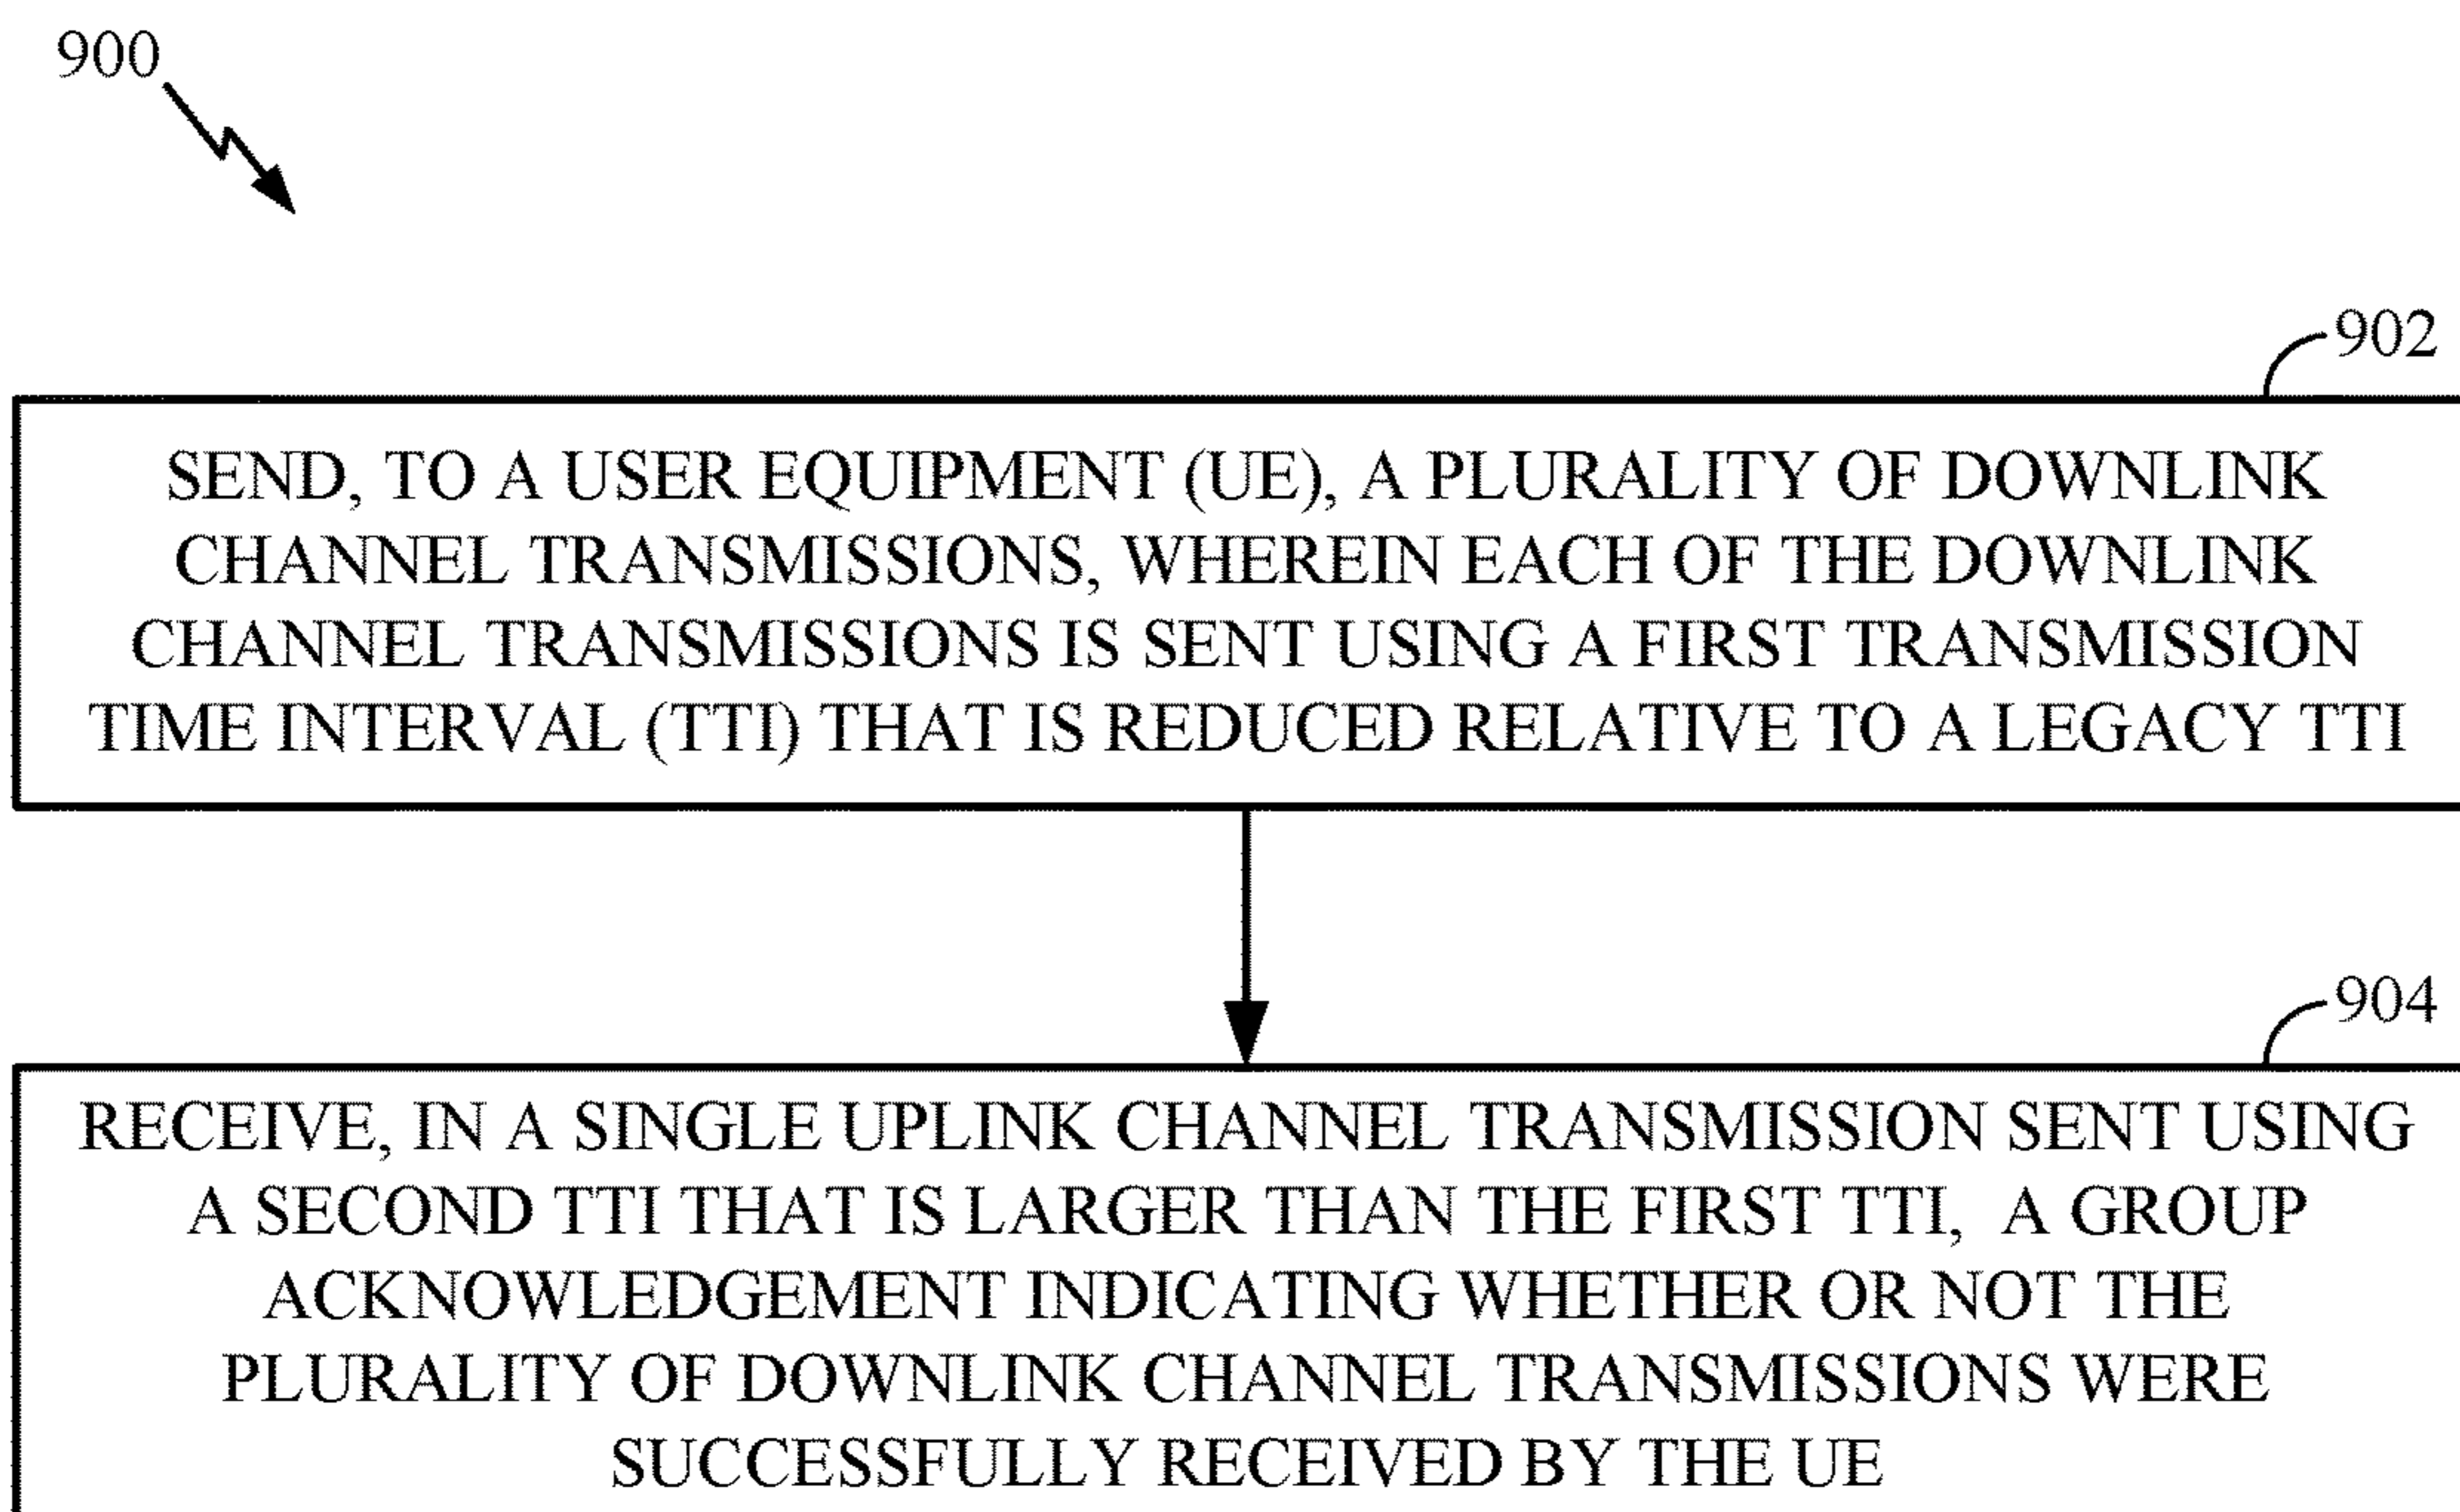 900
902
SEND, TO A USER EQUIPMENT (UE), A PLURALITY OF DOWNLINK
CHANNEL TRANSMISSIONS, WHEREIN EACH OF THE DOWNLINK
CHANNEL TRANSMISSIONS IS SENT USING A FIRST TRANSMISSION
TIME INTERVAL (TTI) THAT IS REDUCED RELATIVE TO A LEGACY TTI
904
RECEIVE, IN A SINGLE UPLINK CHANNEL TRANSMISSION SENT USING
A SECOND TTI THAT IS LARGER THAN THE FIRST TTI, A GROUP
ACKNOWLEDGEMENT INDICATING WHETHER OR NOT THE
PLURALITY OF DOWNLINK CHANNEL TRANSMISSIONS WERE
SUCCESSFULLY RECEIVED BY THE UE